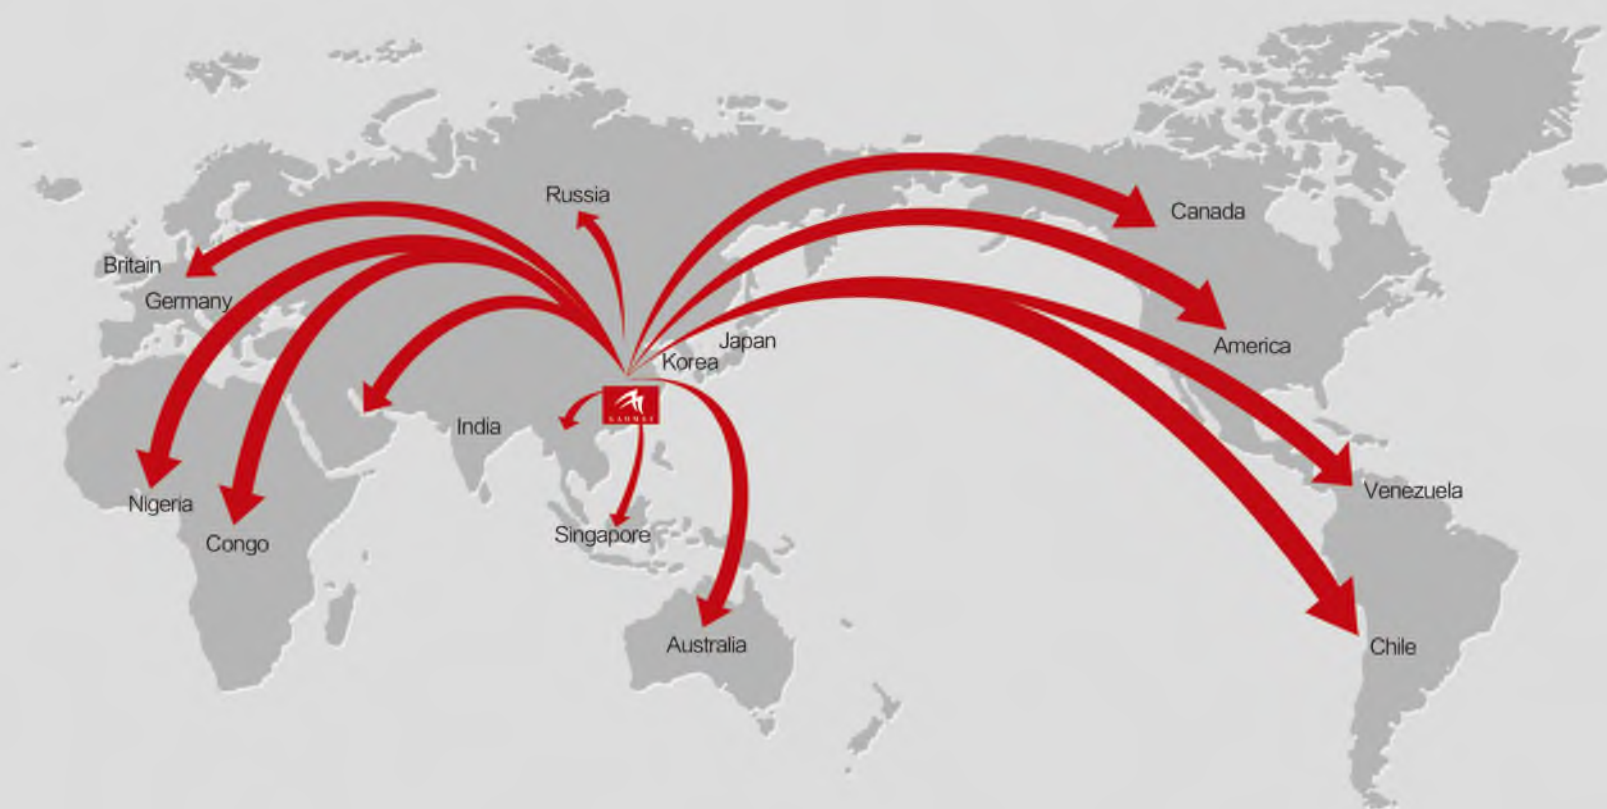 Russia
Canada
Britain
Germany
Japan
America
Korea
India
Venezuela
Nigeria
Singapore
Congo
Australia
Chile